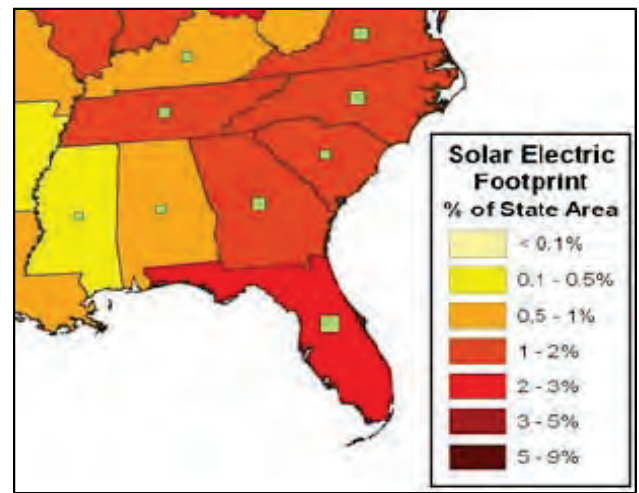 Solar Electric
Footprint
% of State Area
< 0.1%
0.1 - 0.5%
0.5 - 1%
1 - 2%
2 - 3%
3 - 5%
5 - 9%